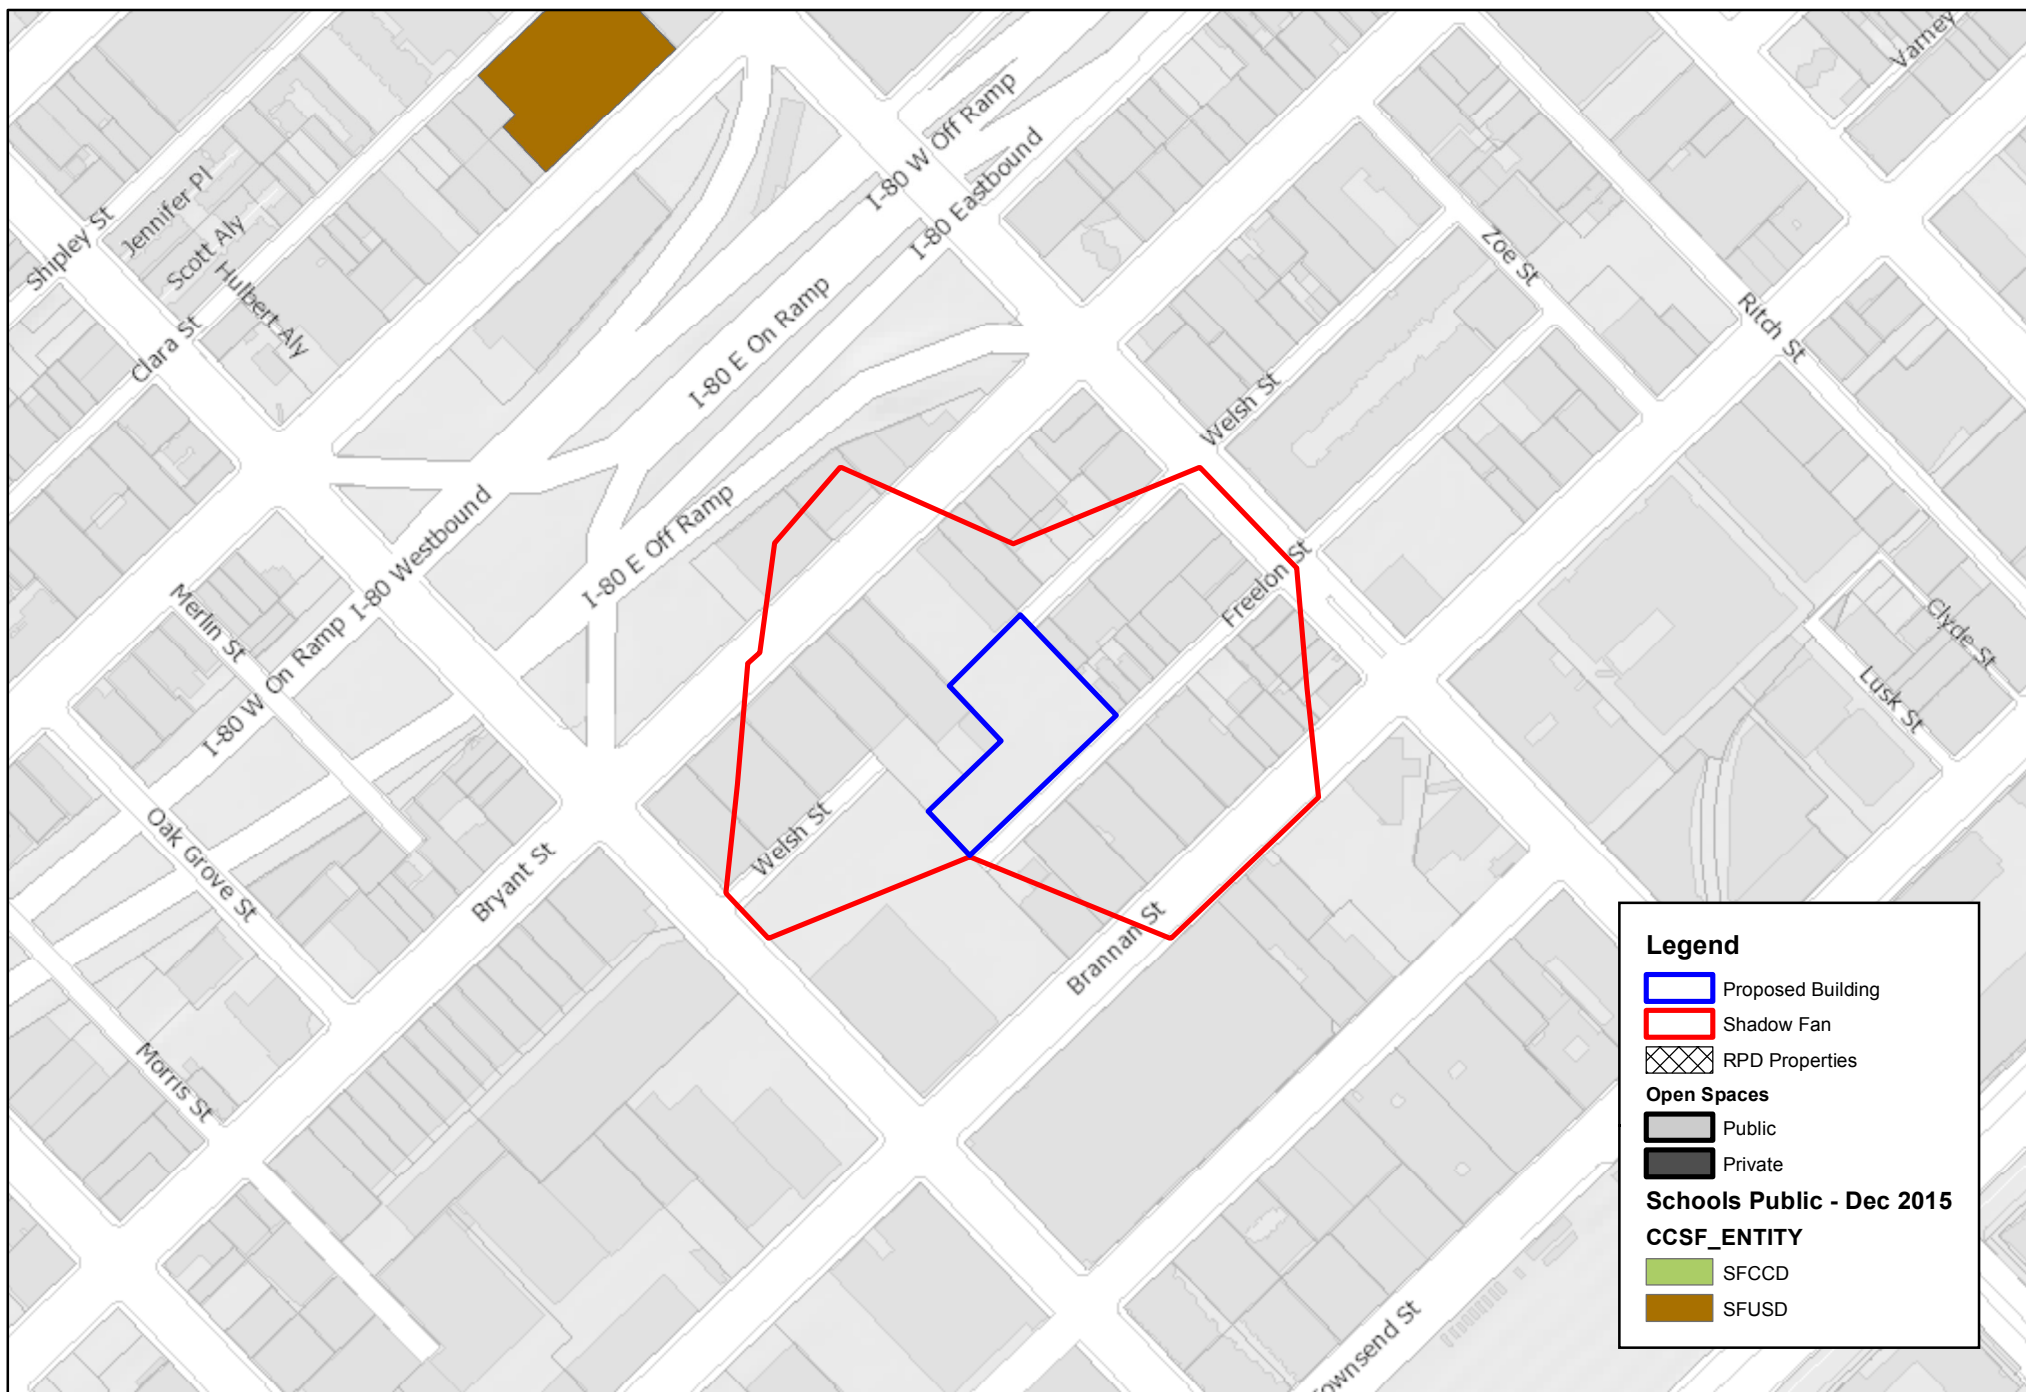 Varney
I-80 W Off Ramp
I-80 Eastbound
Jennifer Pl
Scott Aly
Shipley St
Hulbert Aly
Zoe St
Clara St
I-80 E On Ramp
Ritch St
Welsh St
I-80 Westbound
I-80 E Off Ramp
Freelon St
Merlin St
Clyde St
I-80 W On Ramp
Lusk St
Welsh St
Oak Grove St
Bryant St
Brannan St
Morris St
ownsend St
Legend
Proposed Building
Shadow Fan
RPD Properties
Open Spaces
Public
Private
Schools Public - Dec 2015
CCSF_ENTITY
SFCCD
SFUSD